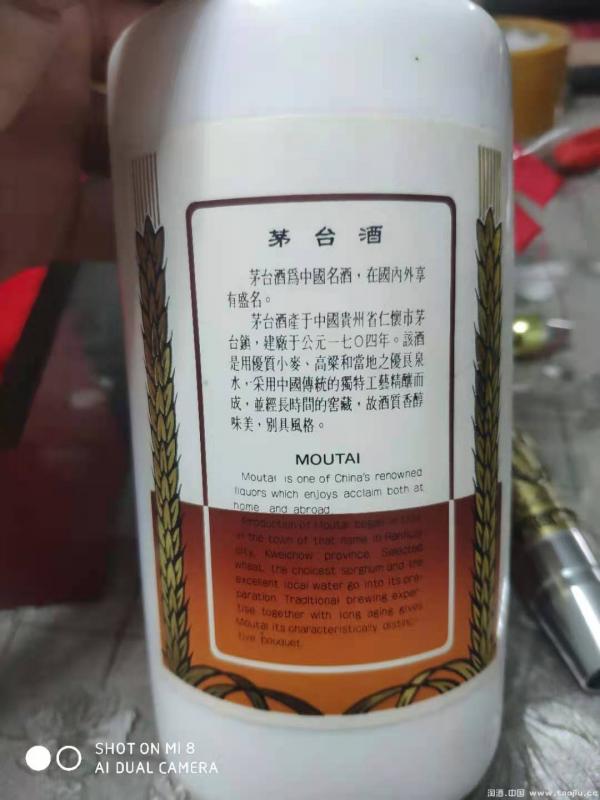 茅台酒
茅台酒爲中國名酒，在國內外享
有盛名。
茅台酒產于中國貴州省仁懷市茅
台鎮，建廠于公元一七〇四年。該酒
是用優質小麥、高粱和當地之優良泉
水，采用中國傳統的獨特工藝精釀而
成，並經長時間的窖藏，故酒質香醇
味美，別具風格。
MOUTAI
Moutai is one of China's renowned
liquors which enjoys acclaim both at
home and abroad
Production of Moutai began in 1704
in the town of that name in Renhuai
city, Kweichow province. Selected
wheat, the choicest sorghum and the
excellent local water go into its pre-
paration. Traditional brewing exper-
tise together with long aging gives
Moutai its characteristically distinc-
tive bouquet.
SHOT ON MI 8
AI DUAL CAMERA
淘酒.中国 www.taojiu.cc